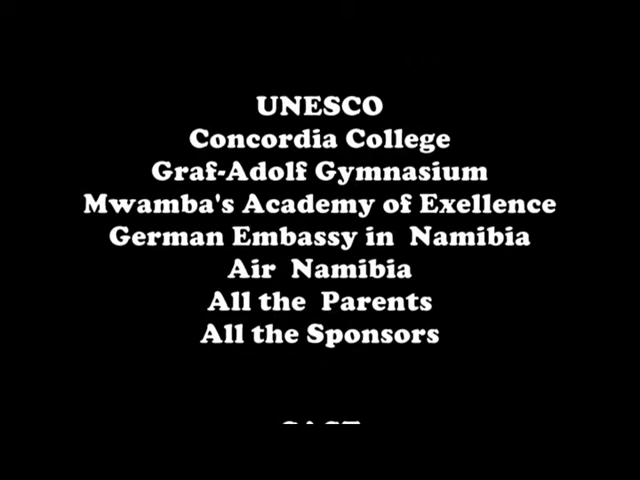 UNESCO
Concordia College
Graf-Adolf Gymnasium
Mwamba's Academy of Exellence
German Embassy in Namibia
Air Namibia
All the Parents
All the Sponsors